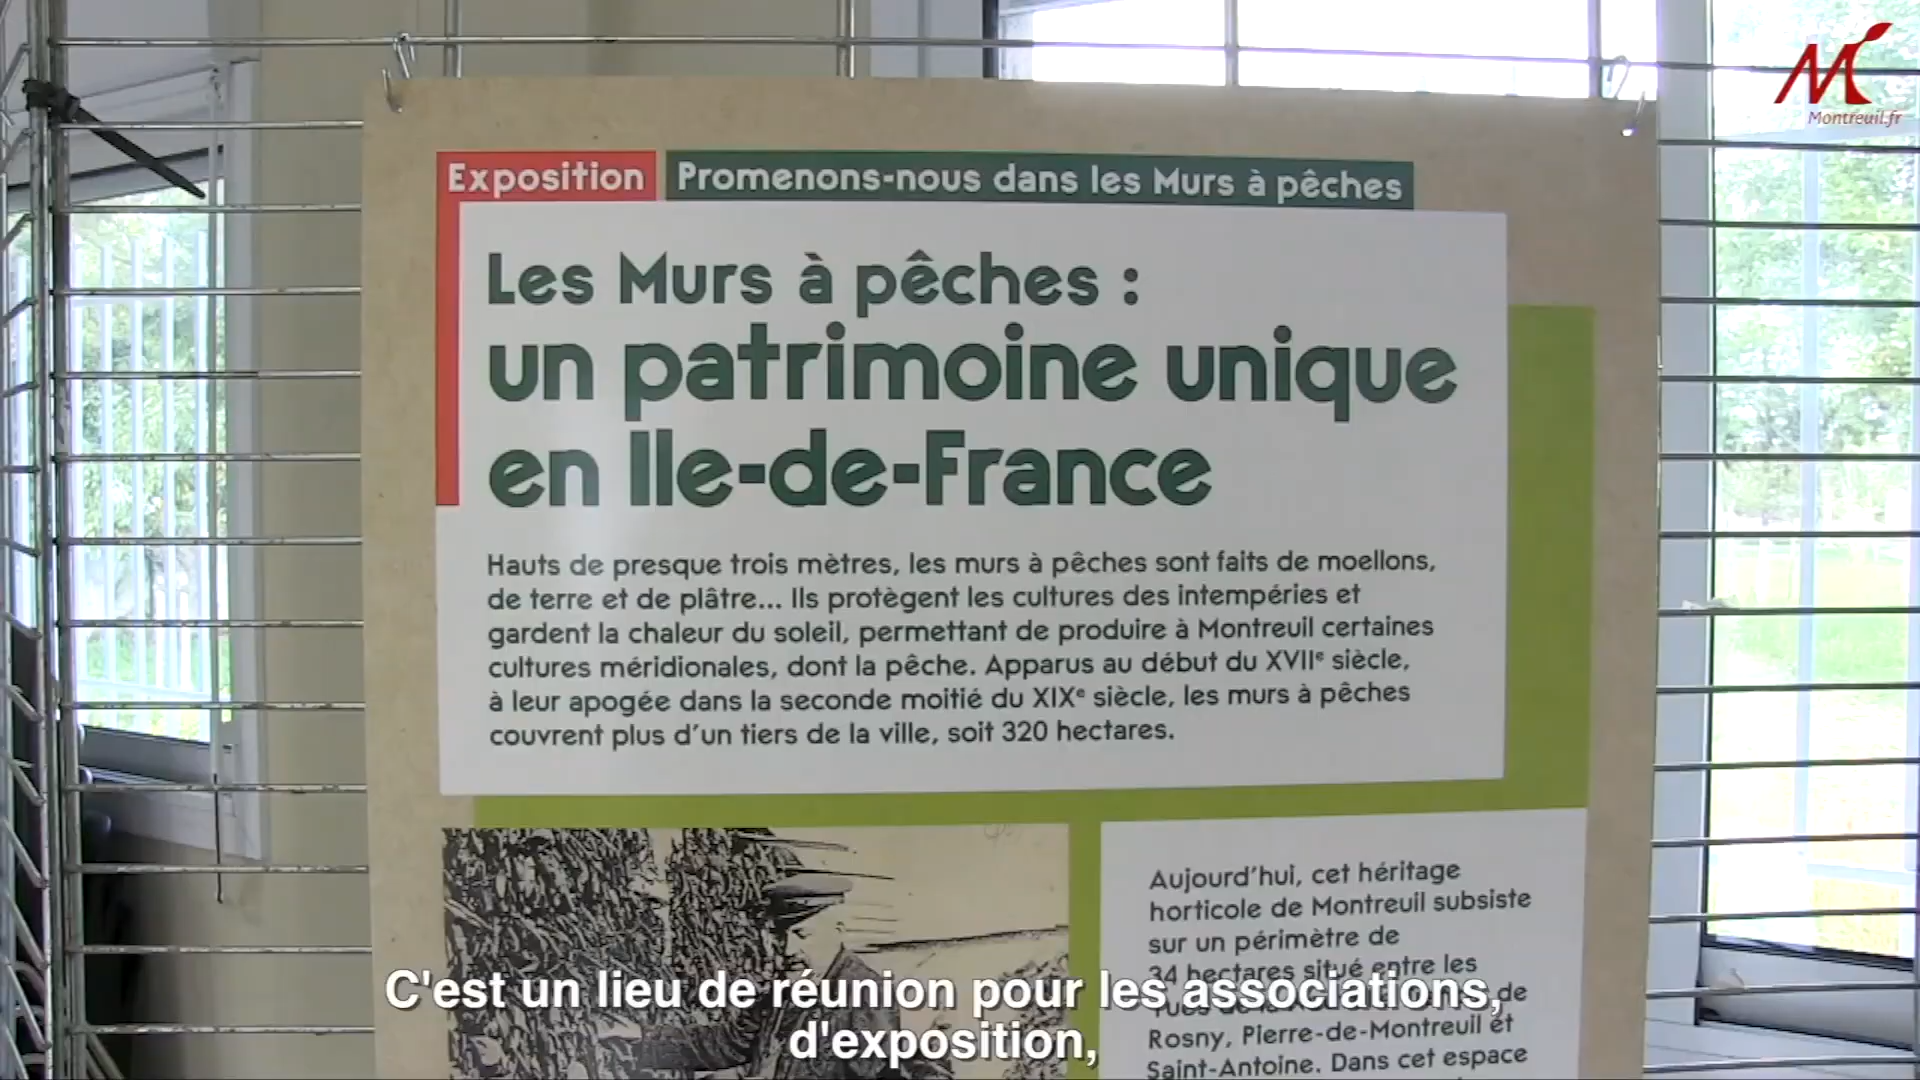 Montreuil.fr
Exposition
Promenons-nous dans les Murs à pêches
Les Murs à pêches :
un patrimoine unique
en Ile-de-France
Hauts de presque trois mètres, les murs à pêches sont faits de moellons,
de terre et de plâtre... Ils protègent les cultures des intempéries et
gardent la chaleur du soleil, permettant de produire à Montreuil certaines
cultures méridionales, dont la pêche. Apparus au début du XVIIe siècle,
à leur apogée dans la seconde moitié du XIXe siècle, les murs à pêches
couvrent plus d'un tiers de la ville, soit 320 hectares.
Aujourd'hui, cet héritage
horticole de Montreuil subsiste
sur un périmètre de
34 hectares situé entre les
de
Rosny, Pierre-de-Montreuil et
Saint-Antoine. Dans cet espace
C'est un lieu de réunion pour les associations,
d'exposition,